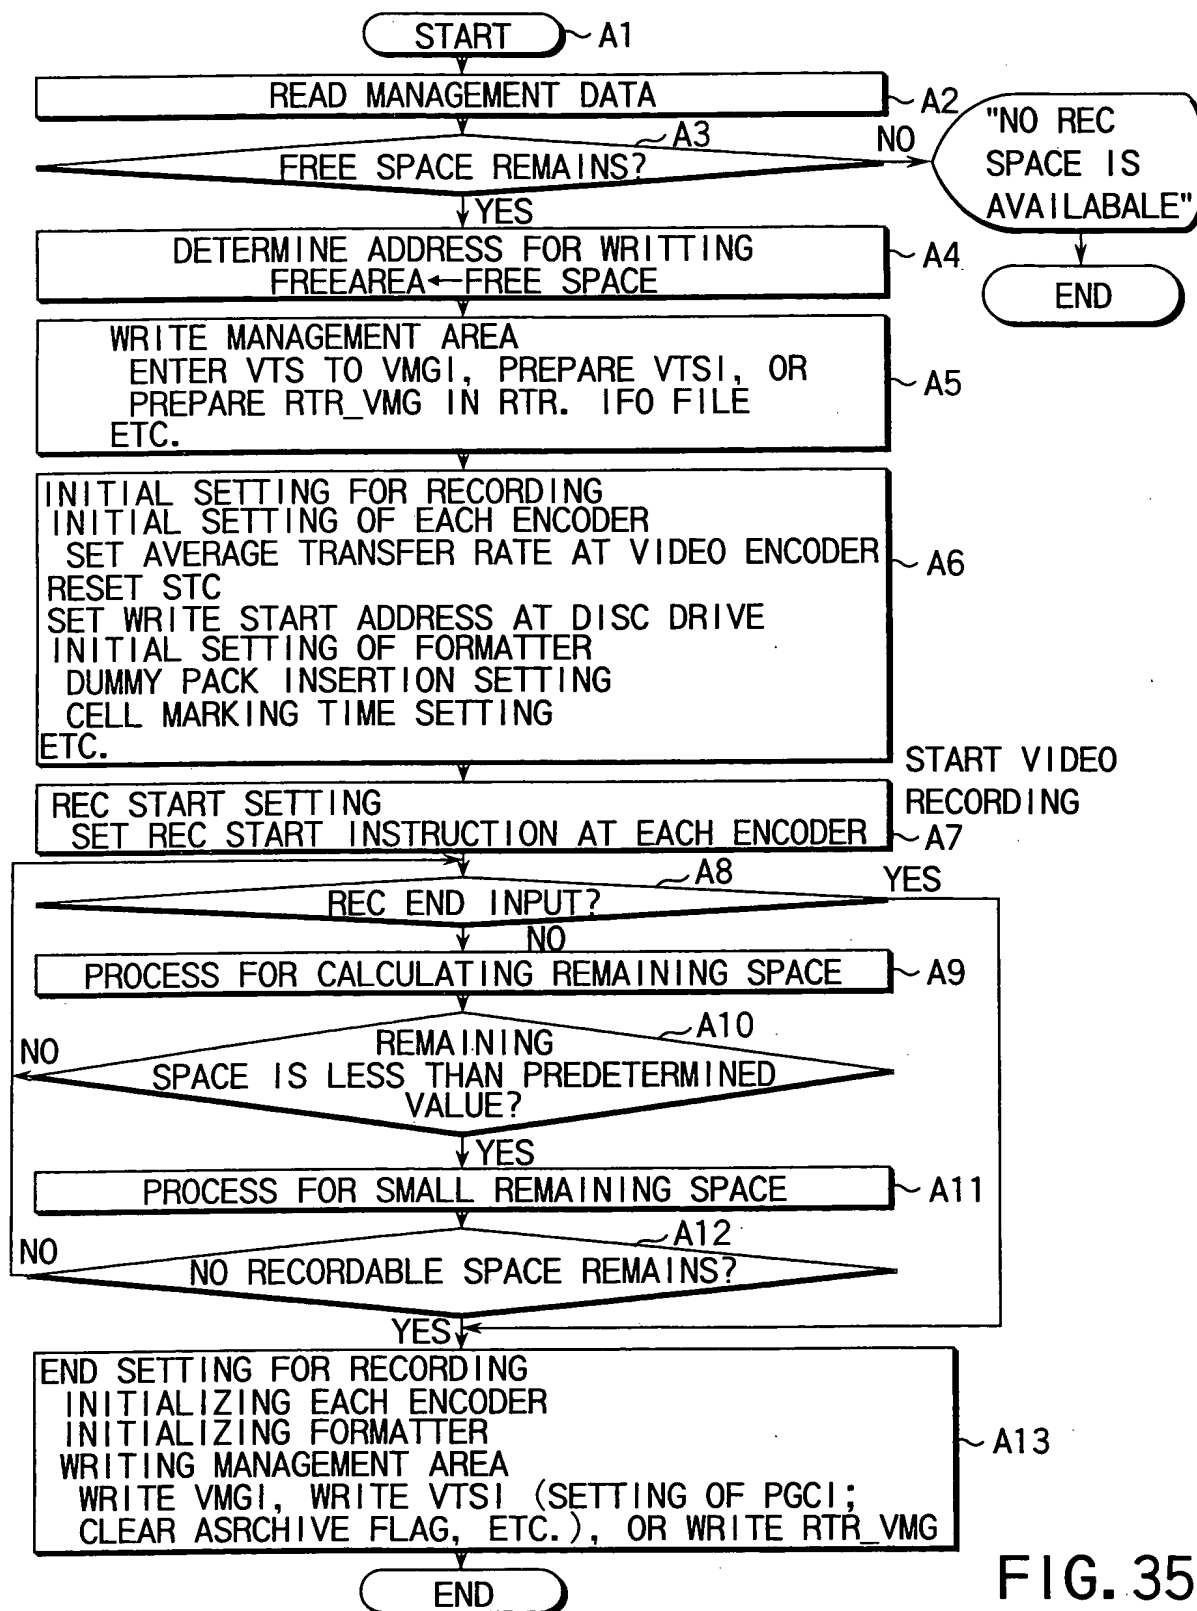 START
A1
READ MANAGEMENT DATA
A2
A3
FREE SPACE REMAINS?
NO
"NO REC
SPACE IS
AVAILABALE"
END
YES
DETERMINE ADDRESS FOR WRITTING
FREEAREA←FREE SPACE
A4
WRITE MANAGEMENT AREA
ENTER VTS TO VMGI, PREPARE VTSI, OR
PREPARE RTR_VMG IN RTR. IFO FILE
ETC.
A5
INITIAL SETTING FOR RECORDING
INITIAL SETTING OF EACH ENCODER
SET AVERAGE TRANSFER RATE AT VIDEO ENCODER
RESET STC
SET WRITE START ADDRESS AT DISC DRIVE
INITIAL SETTING OF FORMATTER
DUMMY PACK INSERTION SETTING
CELL MARKING TIME SETTING
ETC.
A6
START VIDEO
RECORDING
REC START SETTING
SET REC START INSTRUCTION AT EACH ENCODER
A7
A8
REC END INPUT?
YES
NO
PROCESS FOR CALCULATING REMAINING SPACE
A9
A10
REMAINING
SPACE IS LESS THAN PREDETERMINED
VALUE?
NO
YES
PROCESS FOR SMALL REMAINING SPACE
A11
A12
NO RECORDABLE SPACE REMAINS?
NO
YES
END SETTING FOR RECORDING
INITIALIZING EACH ENCODER
INITIALIZING FORMATTER
WRITING MANAGEMENT AREA
WRITE VMGI, WRITE VTSI (SETTING OF PGCI;
CLEAR ASRCHIVE FLAG, ETC.), OR WRITE RTR_VMG
A13
END
FIG. 35